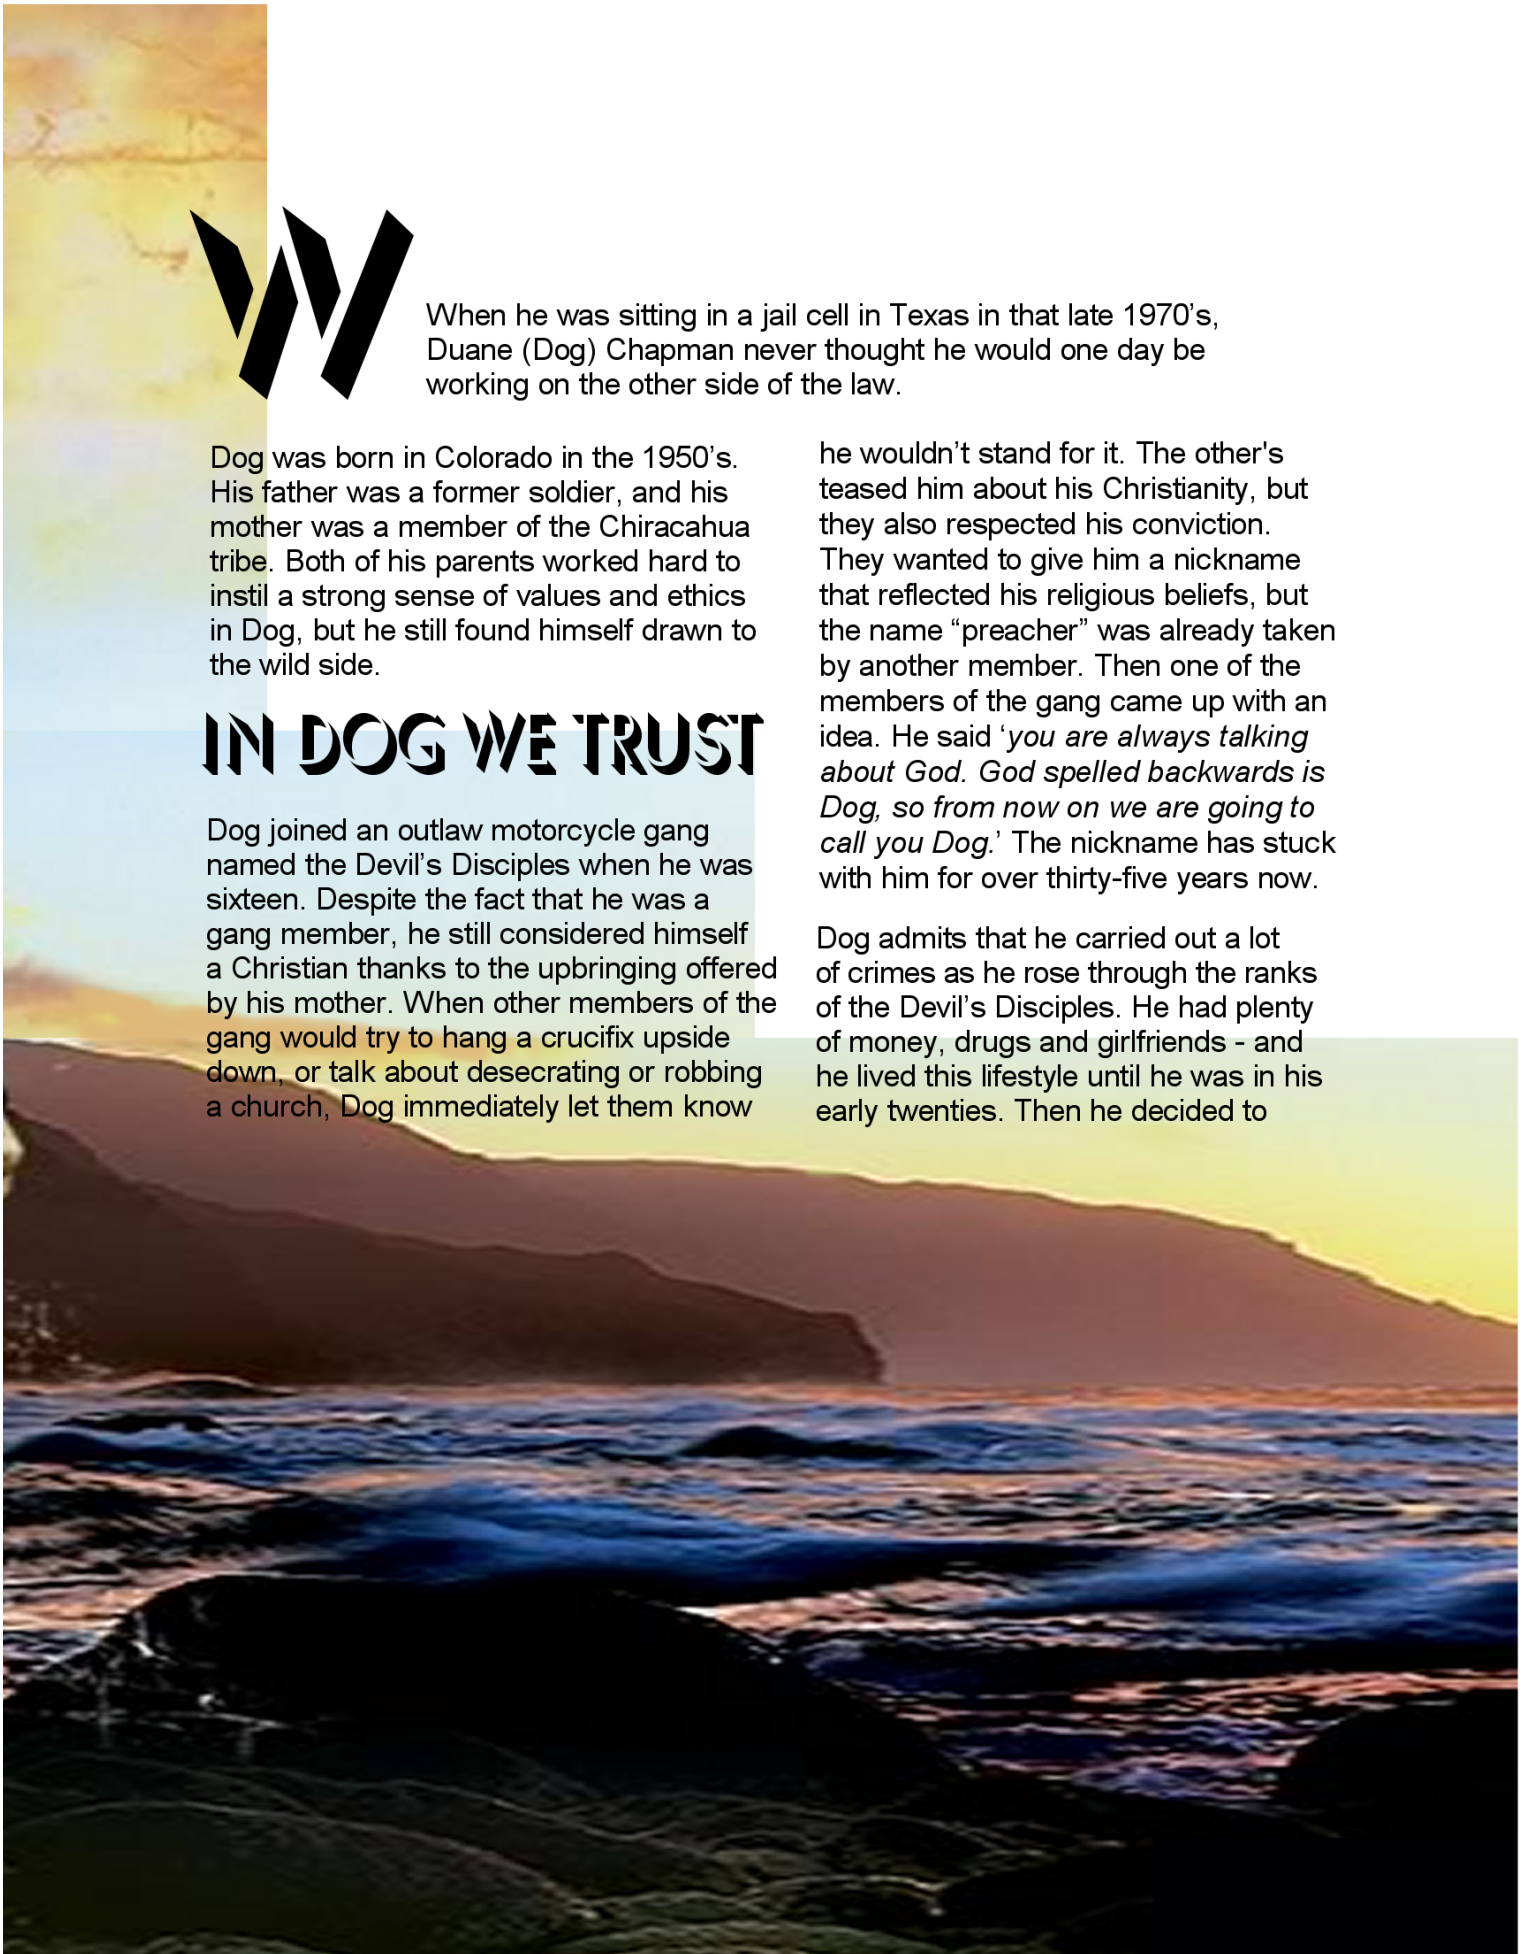 W
When he was sitting in a jail cell in Texas in that late 1970’s,
Duane (Dog) Chapman never thought he would one day be
working on the other side of the law.
Dog was born in Colorado in the 1950’s.
His father was a former soldier, and his
mother was a member of the Chiracahua
tribe. Both of his parents worked hard to
instil a strong sense of values and ethics
in Dog, but he still found himself drawn to
the wild side.
IN DOG WE TRUST
Dog joined an outlaw motorcycle gang
named the Devil’s Disciples when he was
sixteen. Despite the fact that he was a
gang member, he still considered himself
a Christian thanks to the upbringing offered
by his mother. When other members of the
gang would try to hang a crucifix upside
down, or talk about desecrating or robbing
a church, Dog immediately let them know
he wouldn’t stand for it. The other's
teased him about his Christianity, but
they also respected his conviction.
They wanted to give him a nickname
that reflected his religious beliefs, but
the name “preacher” was already taken
by another member. Then one of the
members of the gang came up with an
idea. He said ‘you are always talking
about God. God spelled backwards is
Dog, so from now on we are going to
call you Dog.’ The nickname has stuck
with him for over thirty-five years now.
Dog admits that he carried out a lot
of crimes as he rose through the ranks
of the Devil’s Disciples. He had plenty
of money, drugs and girlfriends - and
he lived this lifestyle until he was in his
early twenties. Then he decided to